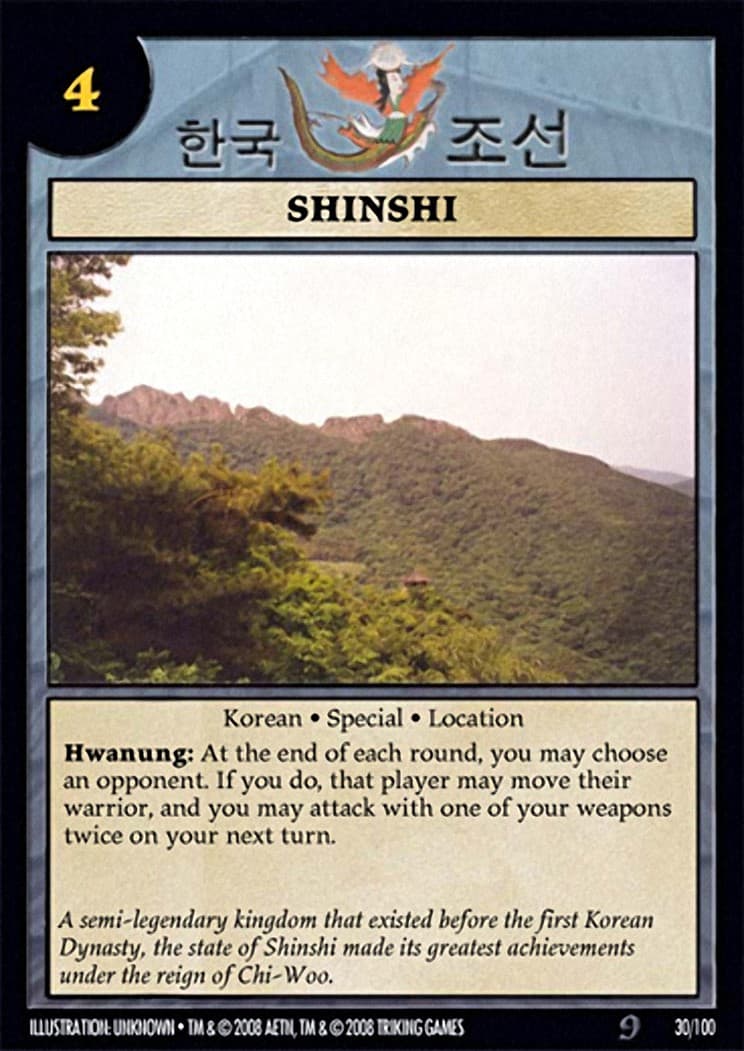 4
한국 조선
SHINSHI
Korean • Special • Location
Hwanung: At the end of each round, you may choose
an opponent. If you do, that player may move their
warrior, and you may attack with one of your weapons
twice on your next turn.
A semi-legendary kingdom that existed before the first Korean
Dynasty, the state of Shinshi made its greatest achievements
under the reign of Chi-Woo.
ILLUSTRATION: UNKNOWN • TM & © 2008 AETN, TM & © 2008 TRIKING GAMES 9 30/100